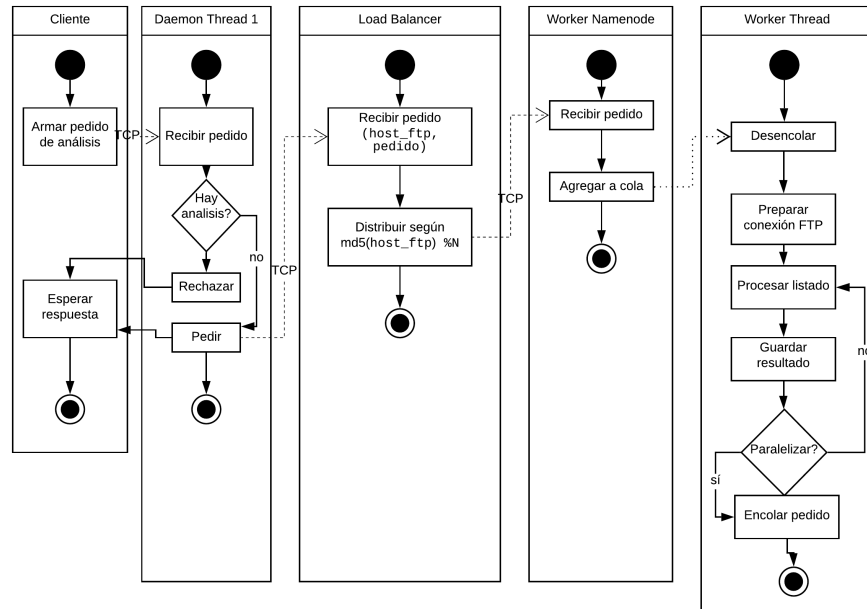 Cliente
Armar pedido
de análisis
TCP
Esperar
respuesta
Daemon Thread 1
Recibir pedido
Hay
analisis?
no
Rechazar
Pedir
TCP
Load Balancer
Recibir pedido
(host_ftp,
pedido)
Distribuir según
md5(host_ftp) %N
TCP
Worker Namenode
Recibir pedido
Agregar a cola
Worker Thread
Desencolar
Preparar
conexión FTP
Procesar listado
Guardar
resultado
no
Paralelizar?
sí
Encolar pedido